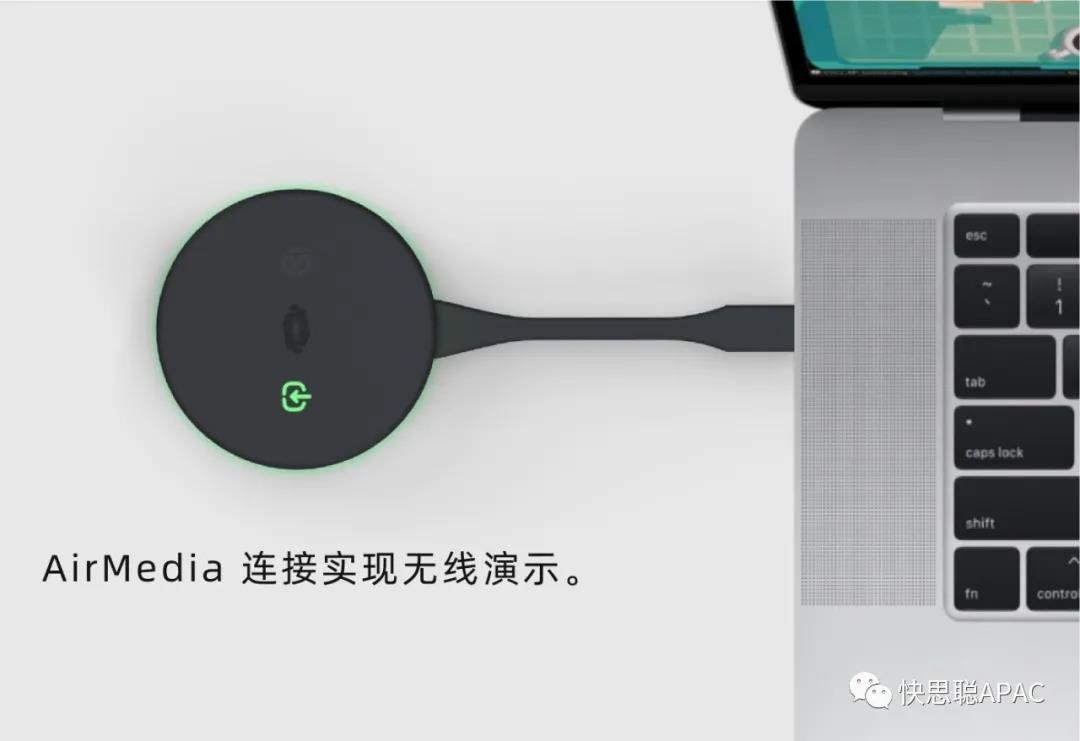 esc
~
!
`
1
tab
caps lock
shift
fn
control
AirMedia 连接实现无线演示。
快思聪APAC